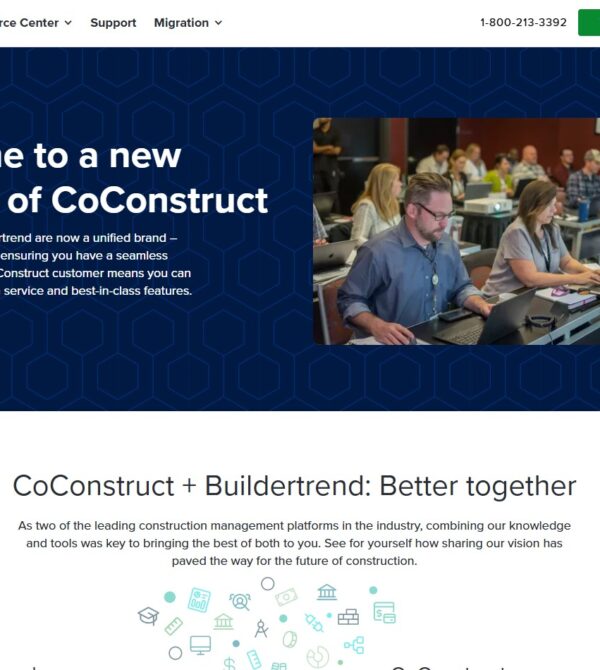 rce Center Support Migration 1-800-213-3392
e to a new
of CoConstruct
rtrend are now a unified brand –
ensuring you have a seamless
Construct customer means you can
service and best-in-class features.
CoConstruct + Buildertrend: Better together
As two of the leading construction management platforms in the industry, combining our knowledge
and tools was key to bringing the best of both to you. See for yourself how sharing our vision has
paved the way for the future of construction.